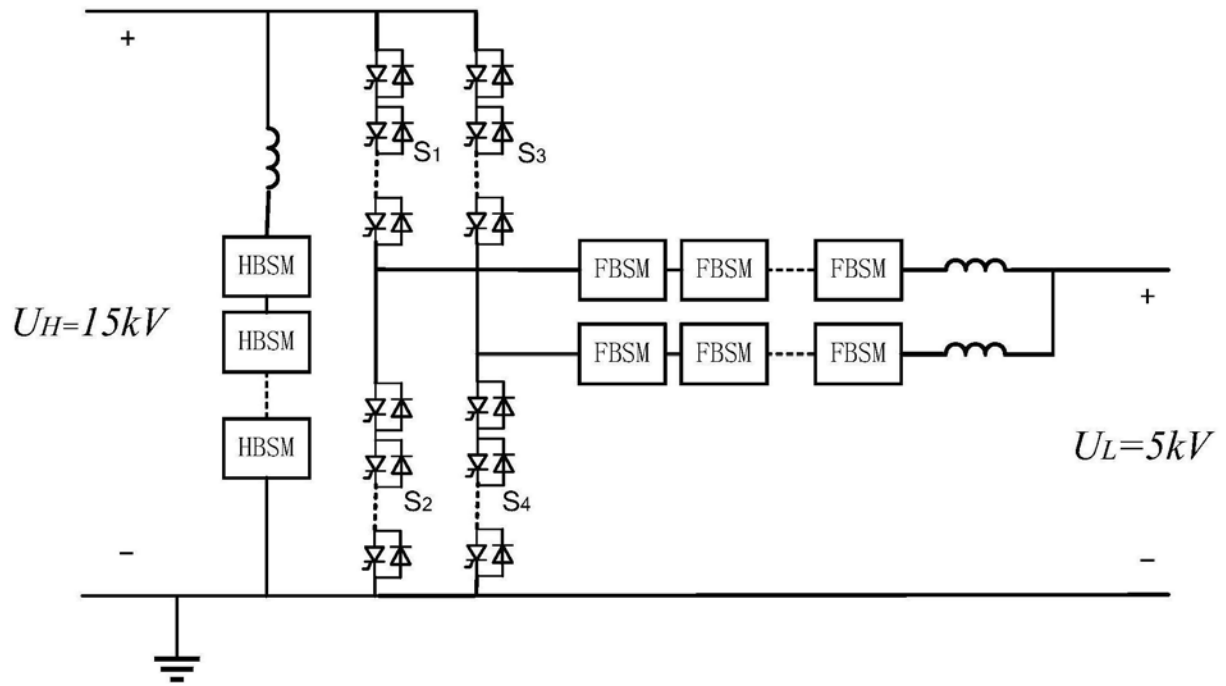 +
S1 S3
HBSM FBSM FBSM FBSM
+
UH=15kV HBSM
FBSM FBSM FBSM
HBSM
UL=5kV
S2 S4
− −